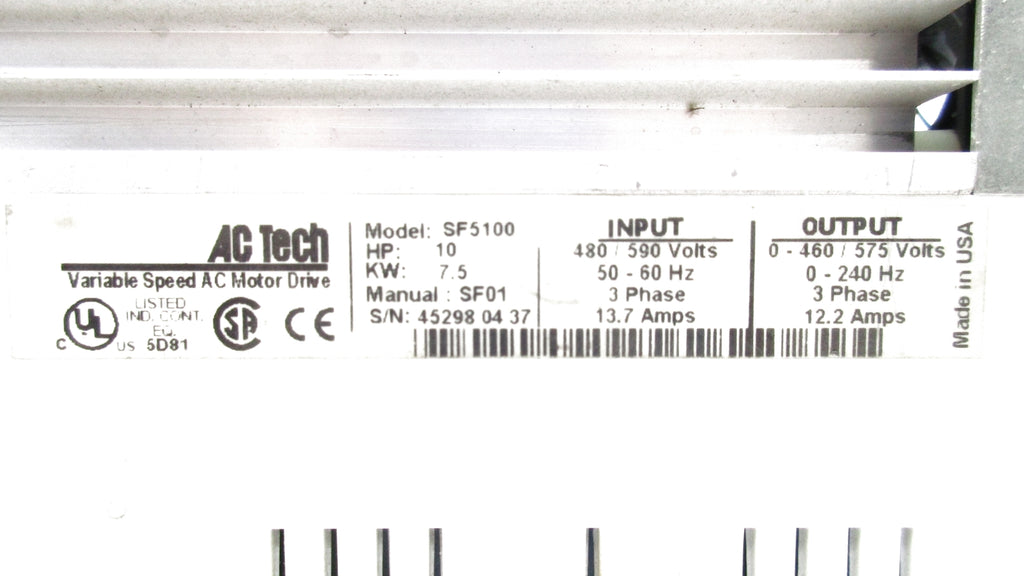 AC Tech
Variable Speed AC Motor Drive
LISTED
IND. CONT.
EQ.
C UL US 5D81
SA
CE
Model: SF5100
HP: 10
KW: 7.5
Manual : SF01
S/N: 45298 04 37
INPUT
480 / 590 Volts
50 - 60 Hz
3 Phase
13.7 Amps
OUTPUT
0 - 460 / 575 Volts
0 - 240 Hz
3 Phase
12.2 Amps
Made in USA